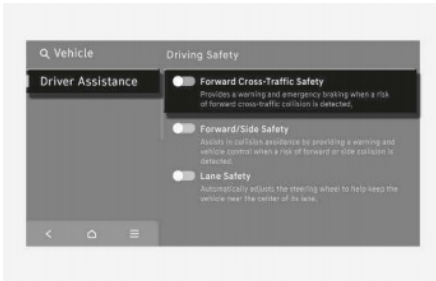 Vehicle
Driving Safety
Driver Assistance
Forward Cross-Traffic Safety
Provides a warning and emergency braking when a risk
of forward cross-traffic collision is detected.
Forward/Side Safety
Assists in collision avoidance by providing a warning and
vehicle control when a risk of forward or side collision is
detected.
Lane Safety
Automatically adjusts the steering wheel to help keep the
vehicle near the center of its lane.